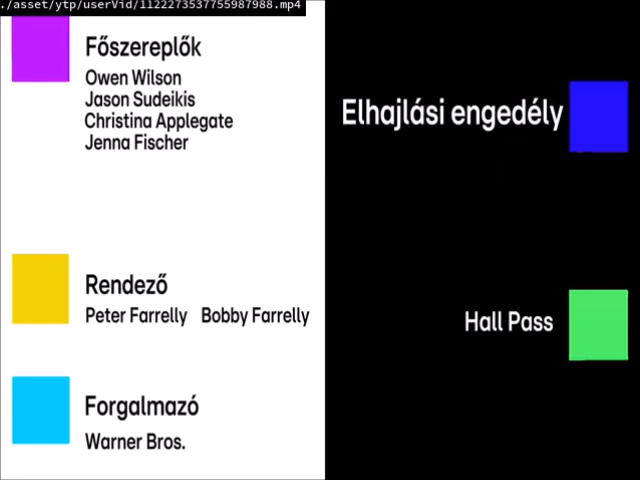 ./asset/ytp/userVid/1122273537755987988.mp4
Főszereplők
Owen Wilson
Jason Sudeikis
Christina Applegate
Jenna Fischer
Elhajlási engedély
Rendező
Peter Farrelly Bobby Farrelly
Hall Pass
Forgalmazó
Warner Bros.